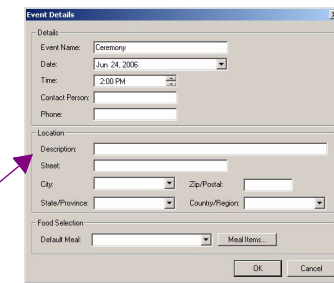 Event Details
Details
Event Name: Ceremony
Date: Jun 24, 2006
Time: 2:00 PM
Contact Person:
Phone:
Location
Description:
Street:
City: Zip/Postal:
State/Province: Country/Region:
Food Selection
Default Meal: Meal Items...
OK Cancel